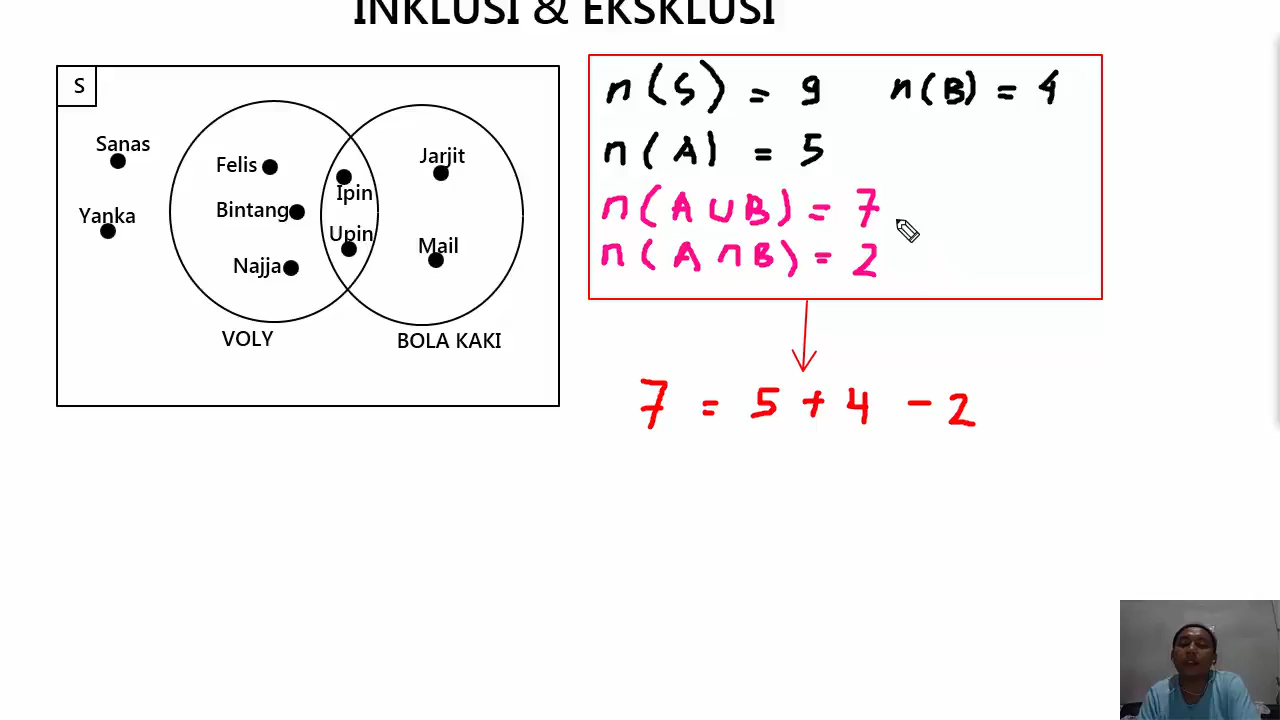 INKLUSI & EKSKLUSI
S
Sanas
Yanka
Felis
Bintang
Najja
Ipin
Upin
Jarjit
Mail
VOLY
BOLA KAKI
n(S) = 9 n(B) = 4
n(A) = 5
n(A∪B) = 7
n(A∩B) = 2
7 = 5 + 4 - 2